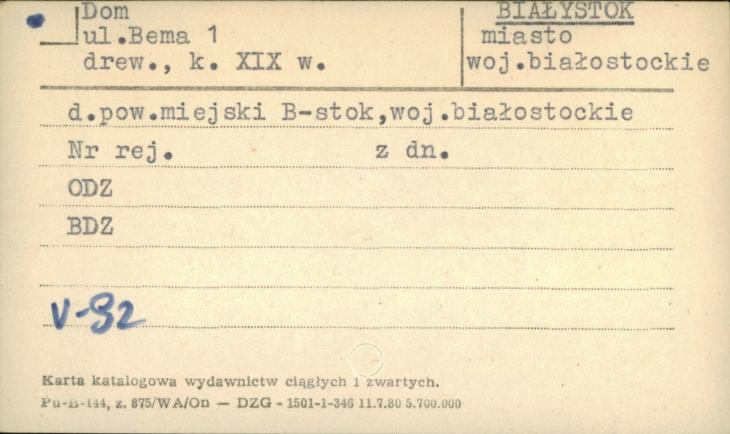 Dom
ul.Bema 1
drew., k. XIX w.
BIAŁYSTOK
miasto
woj.białostockie
d.pow.miejski B-stok,woj.białostockie
Nr rej. z dn.
ODZ
BDZ
V-92
Karta katalogowa wydawnictw ciągłych i zwartych.
Pu-B-144, z. 875/WA/On — DZG - 1501-1-346 11.7.80 5.700.000